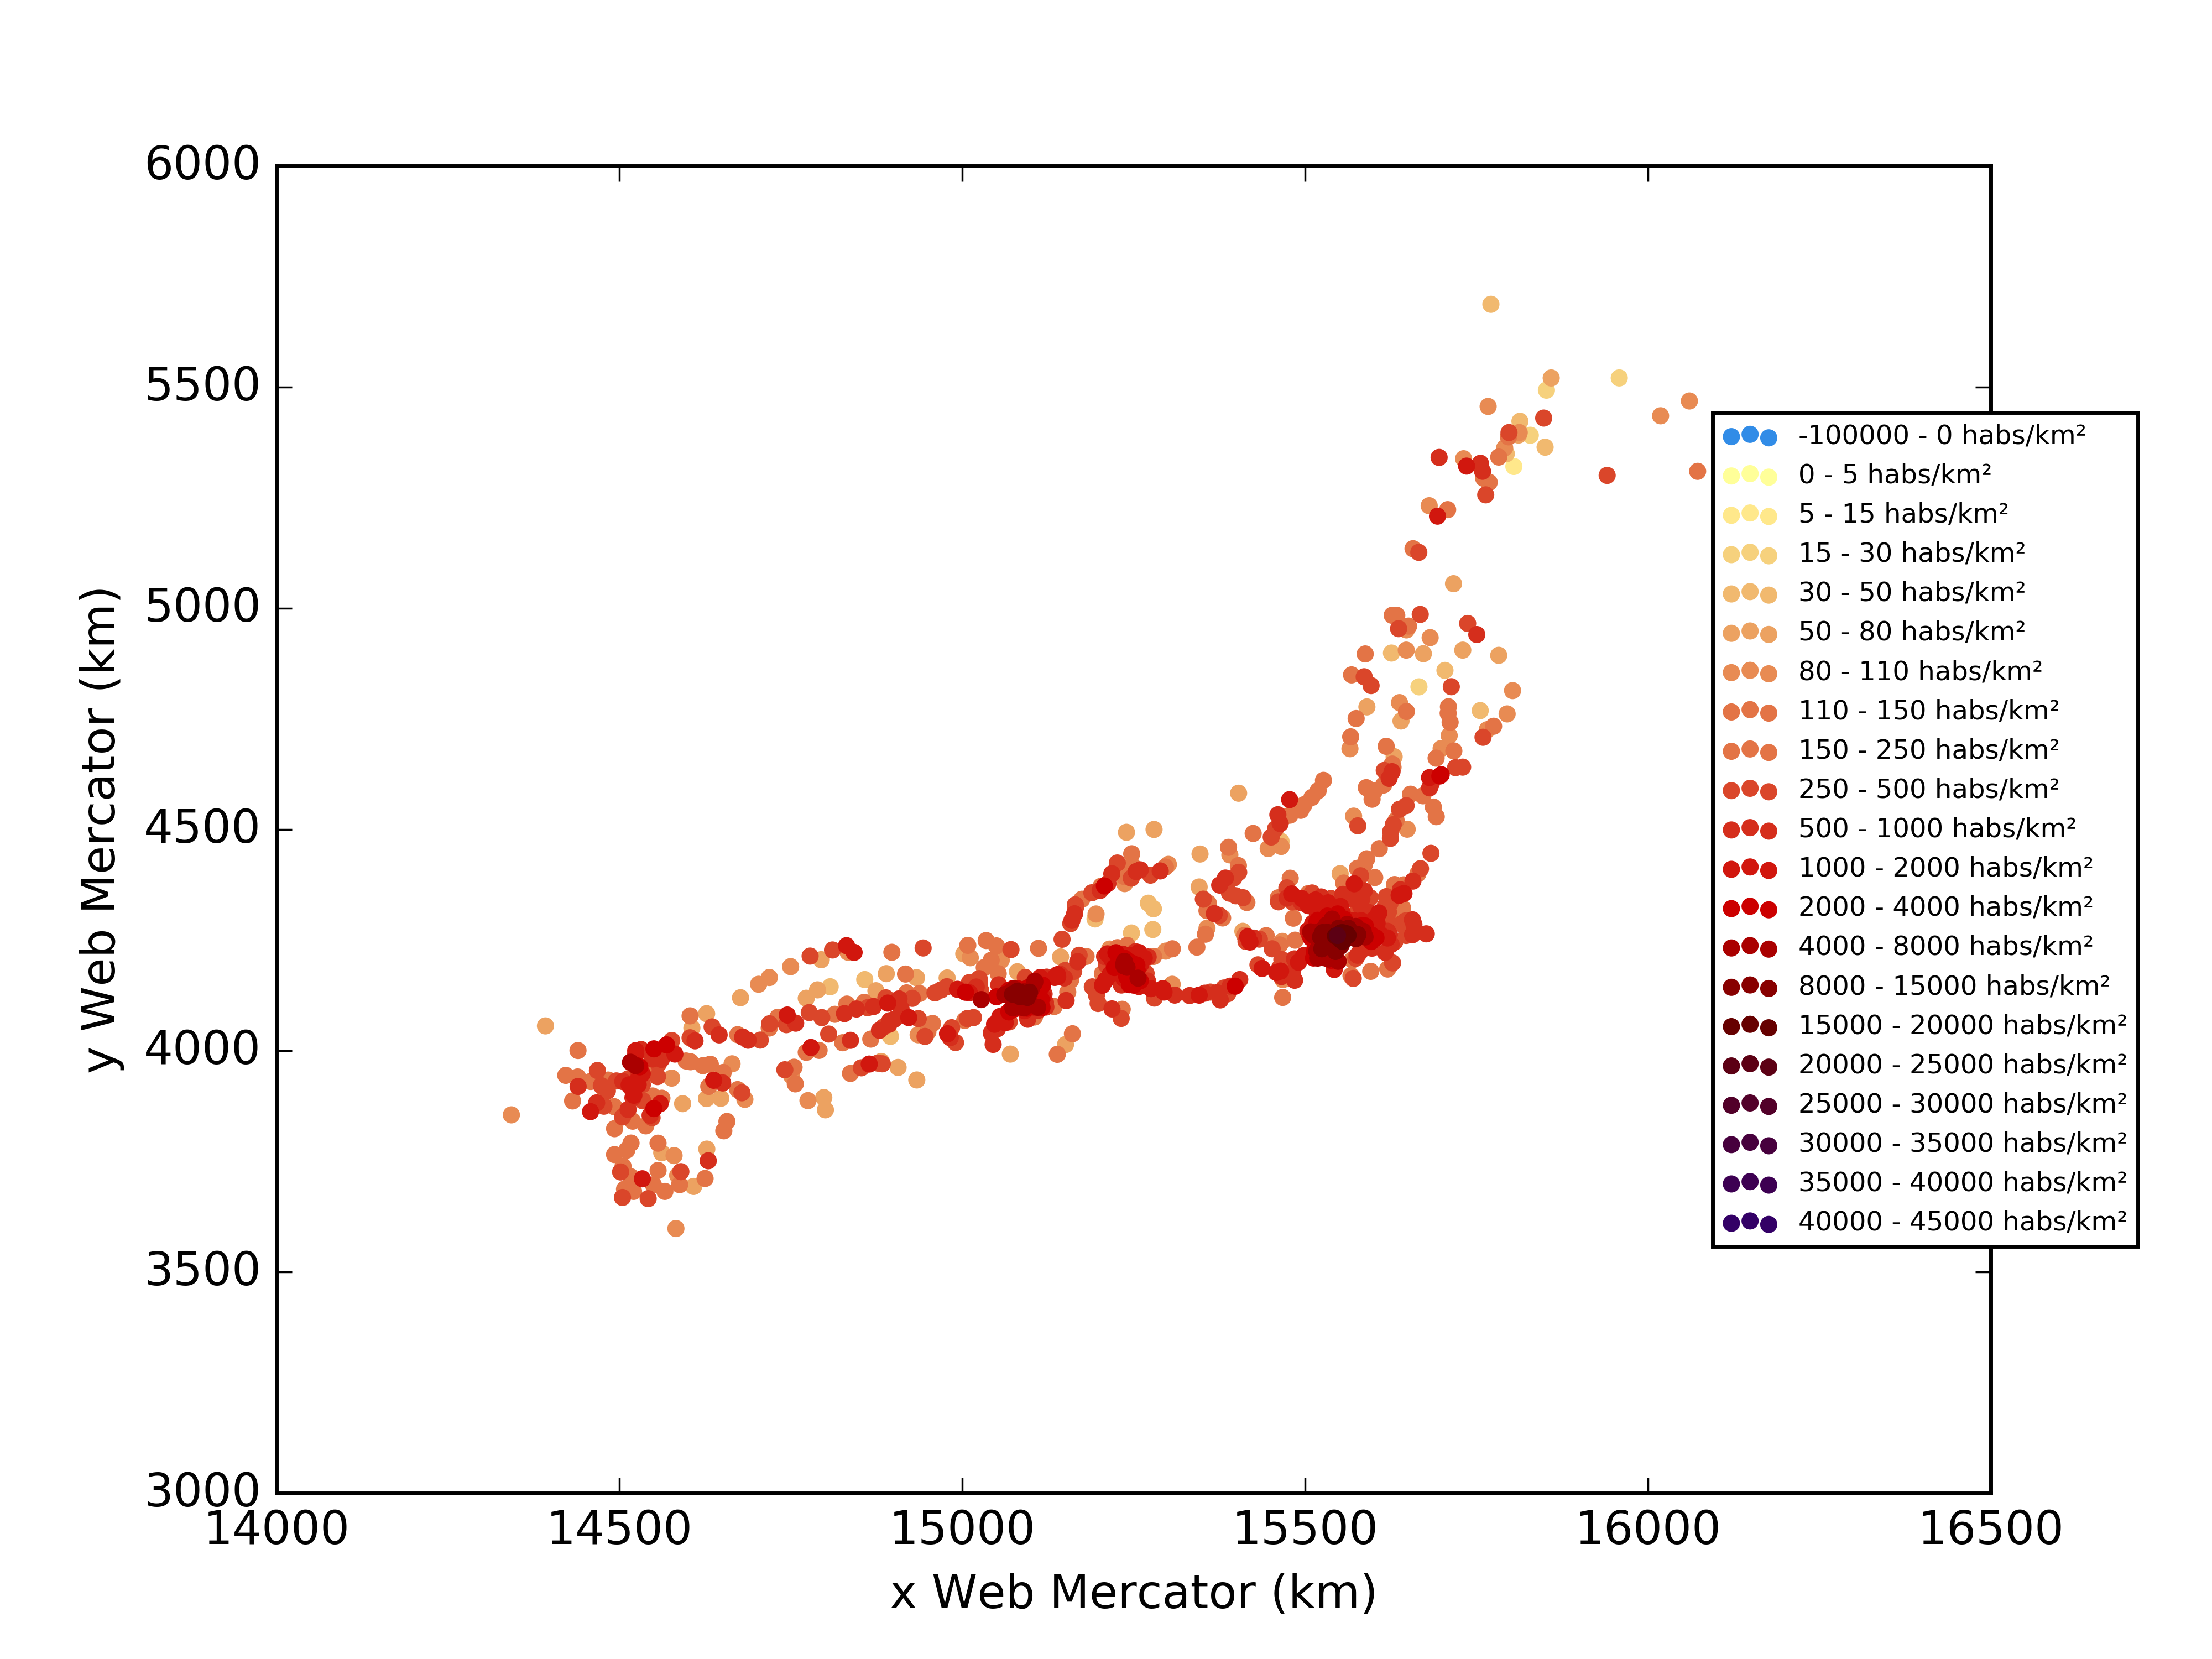 6000
5500
5000
4500
4000
3500
3000
y Web Mercator (km)
14000 14500 15000 15500 16000 16500
x Web Mercator (km)
-100000 - 0 habs/km²
0 - 5 habs/km²
5 - 15 habs/km²
15 - 30 habs/km²
30 - 50 habs/km²
50 - 80 habs/km²
80 - 110 habs/km²
110 - 150 habs/km²
150 - 250 habs/km²
250 - 500 habs/km²
500 - 1000 habs/km²
1000 - 2000 habs/km²
2000 - 4000 habs/km²
4000 - 8000 habs/km²
8000 - 15000 habs/km²
15000 - 20000 habs/km²
20000 - 25000 habs/km²
25000 - 30000 habs/km²
30000 - 35000 habs/km²
35000 - 40000 habs/km²
40000 - 45000 habs/km²